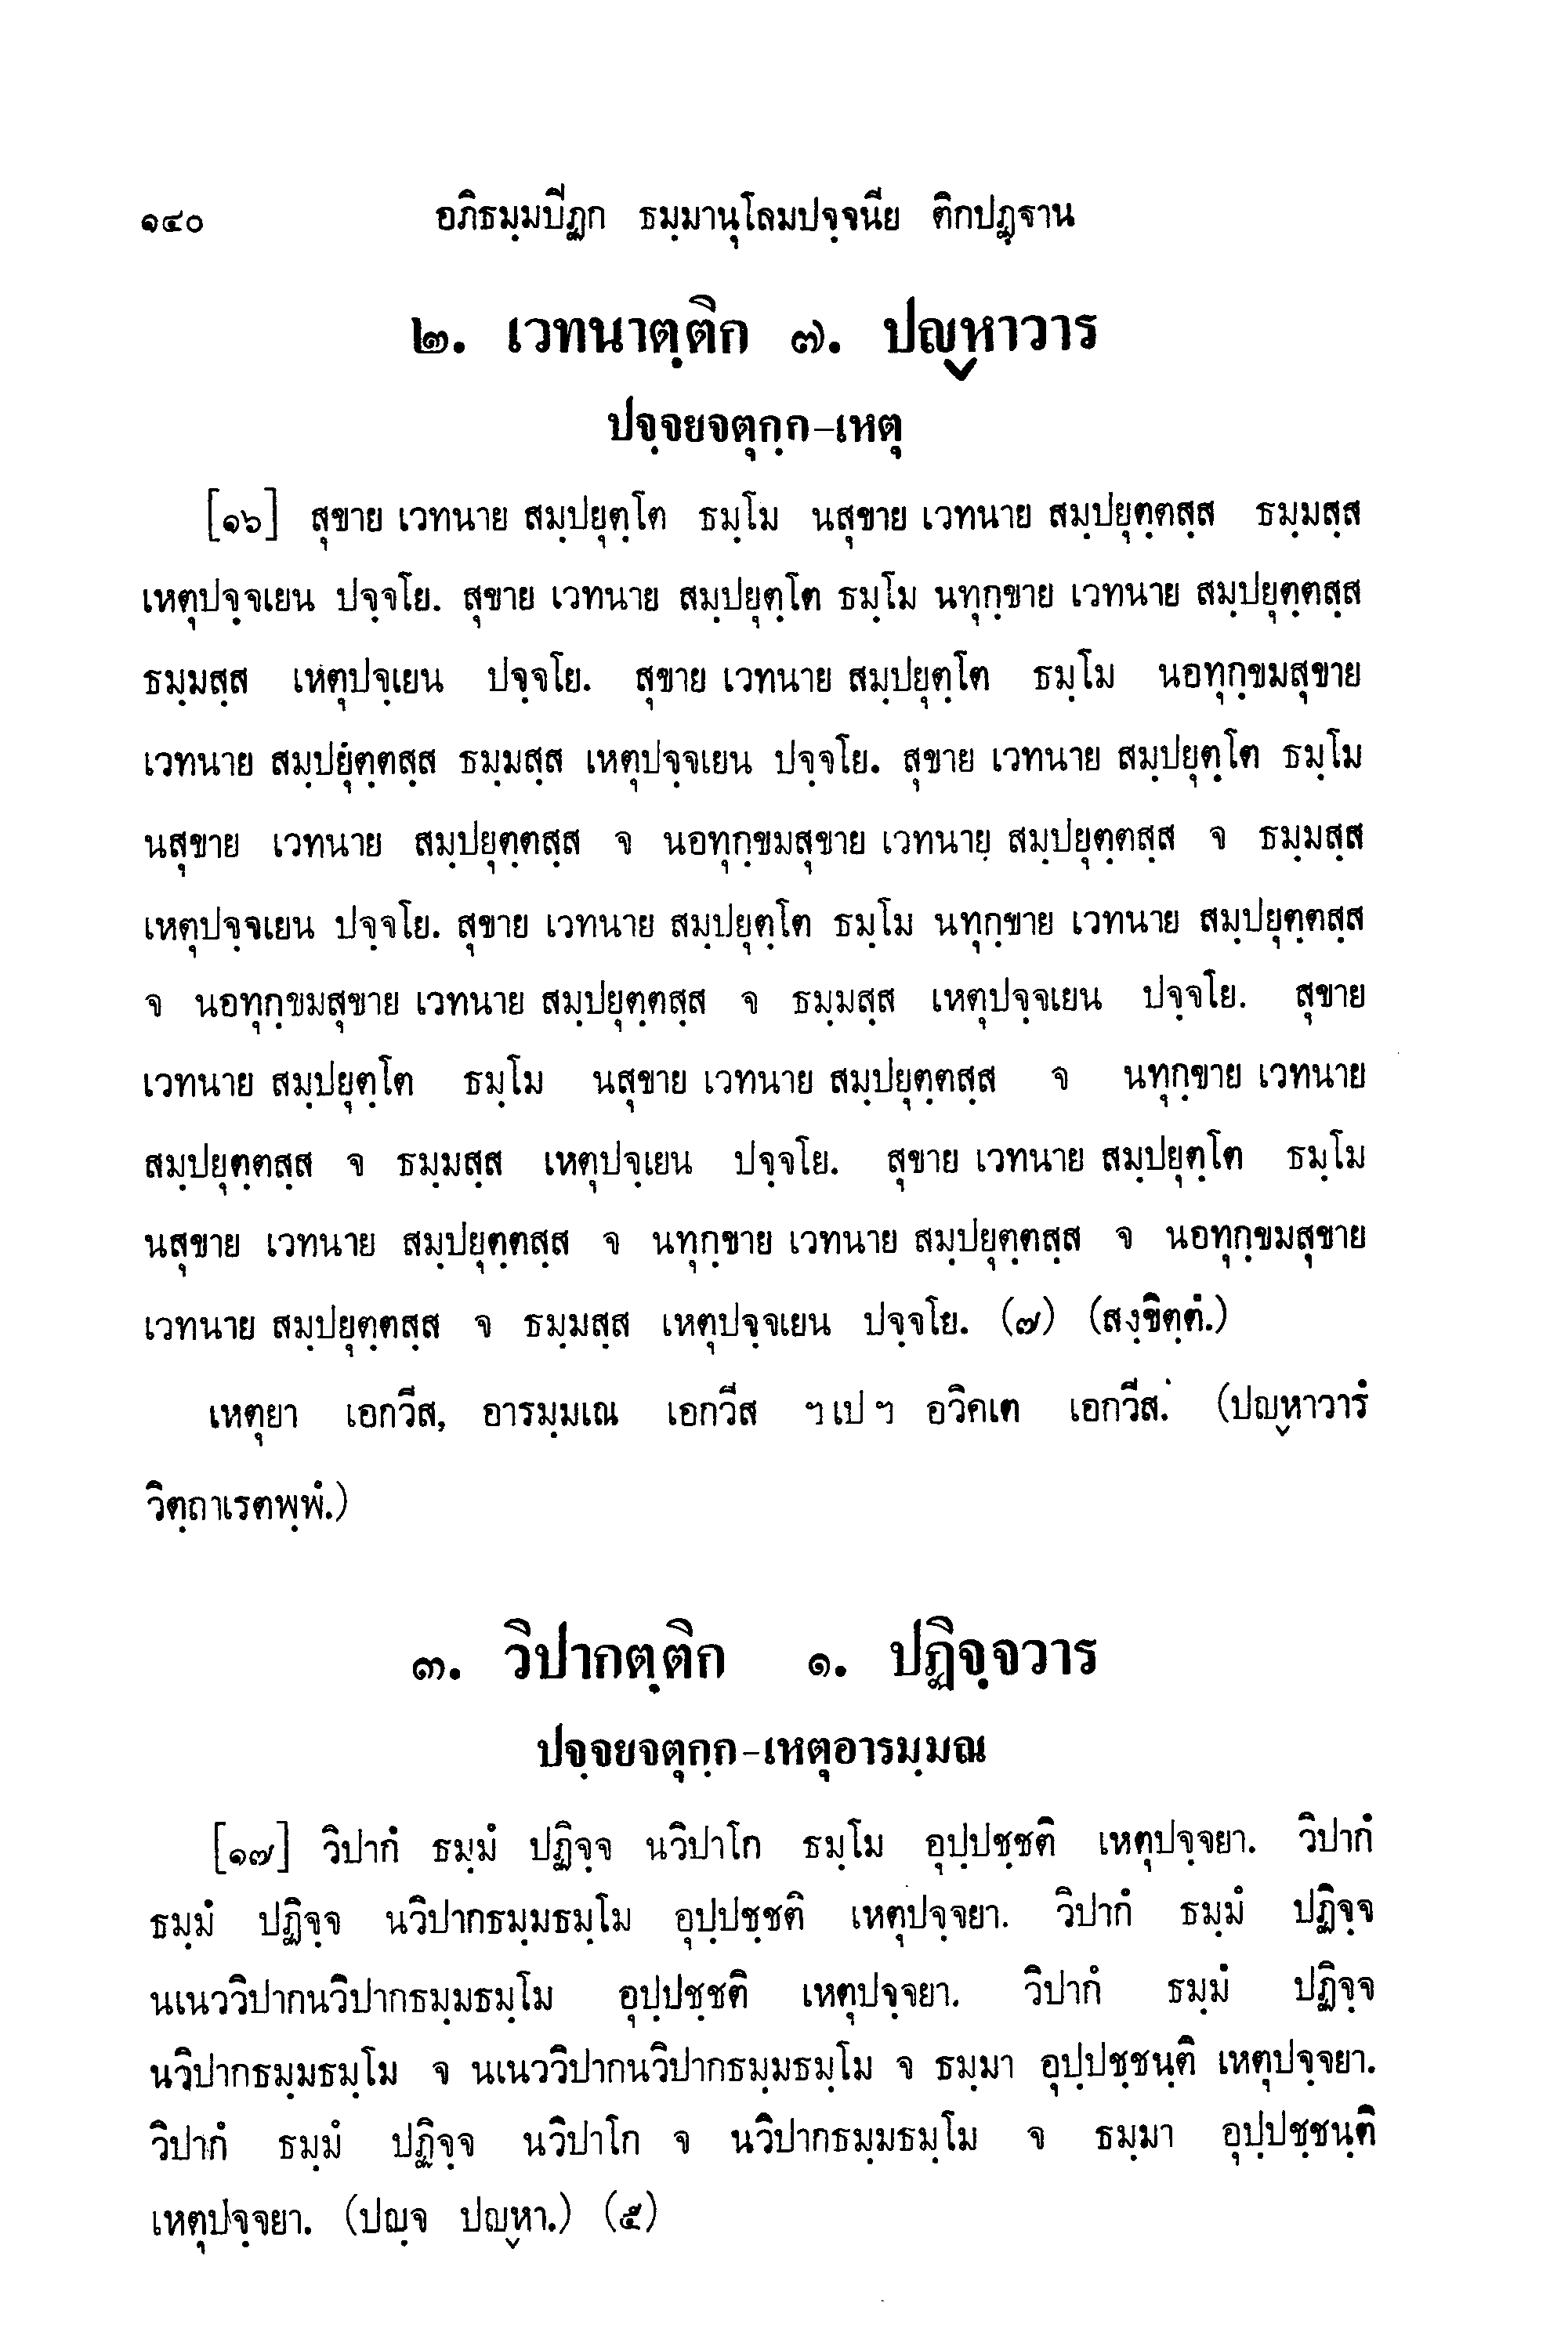 ๑๔๐ อภิธมฺมปิฏก ธมฺมานุโลมปจฺจนีย ติกปฏฺฐาน
๒. เวทนาตฺติก ๗. ปญฺหาวาร
ปจฺจยจตุกฺก-เหตุ
[๑๖] สุขาย เวทนาย สมฺปยุตฺโต ธมฺโม นสุขาย เวทนาย สมฺปยุตฺตสฺส ธมฺมสฺส
เหตุปจฺจเยน ปจฺจโย. สุขาย เวทนาย สมฺปยุตฺโต ธมฺโม นทุกฺขาย เวทนาย สมฺปยุตฺตสฺส
ธมฺมสฺส เหตุปจฺเยน ปจฺจโย. สุขาย เวทนาย สมฺปยุตฺโต ธมฺโม นอทุกฺขมสุขาย
เวทนาย สมฺปยุตฺตสฺส ธมฺมสฺส เหตุปจฺจเยน ปจฺจโย. สุขาย เวทนาย สมฺปยุตฺโต ธมฺโม
นสุขาย เวทนาย สมฺปยุตฺตสฺส จ นอทุกฺขมสุขาย เวทนาย สมฺปยุตฺตสฺส จ ธมฺมสฺส
เหตุปจฺจเยน ปจฺจโย. สุขาย เวทนาย สมฺปยุตฺโต ธมฺโม นทุกฺขาย เวทนาย สมฺปยุตฺตสฺส
จ นอทุกฺขมสุขาย เวทนาย สมฺปยุตฺตสฺส จ ธมฺมสฺส เหตุปจฺจเยน ปจฺจโย. สุขาย
เวทนาย สมฺปยุตฺโต ธมฺโม นสุขาย เวทนาย สมฺปยุตฺตสฺส จ นทุกฺขาย เวทนาย
สมฺปยุตฺตสฺส จ ธมฺมสฺส เหตุปจฺเยน ปจฺจโย. สุขาย เวทนาย สมฺปยุตฺโต ธมฺโม
นสุขาย เวทนาย สมฺปยุตฺตสฺส จ นทุกฺขาย เวทนาย สมฺปยุตฺตสฺส จ นอทุกฺขมสุขาย
เวทนาย สมฺปยุตฺตสฺส จ ธมฺมสฺส เหตุปจฺจเยน ปจฺจโย. (๗) (สงฺขิตฺตํ.)
เหตุยา เอกวีส, อารมฺมเณ เอกวีส ฯ เป ฯ อวิคเต เอกวีส. (ปญฺหาวารํ
วิตฺถาเรตพฺพํ.)
๓. วิปากตฺติก ๑. ปฏิจฺจวาร
ปจฺจยจตุกฺก-เหตุอารมฺมณ
[๑๗] วิปากํ ธมฺมํ ปฏิจฺจ นวิปาโก ธมฺโม อุปฺปชฺชติ เหตุปจฺจยา. วิปากํ
ธมฺมํ ปฏิจฺจ นวิปากธมฺมธมฺโม อุปฺปชฺชติ เหตุปจฺจยา. วิปากํ ธมฺมํ ปฏิจฺจ
นเนววิปากนวิปากธมฺมธมฺโม อุปฺปชฺชติ เหตุปจฺจยา. วิปากํ ธมฺมํ ปฏิจฺจ
นวิปากธมฺมธมฺโม จ นเนววิปากนวิปากธมฺมธมฺโม จ ธมฺมา อุปฺปชฺชนฺติ เหตุปจฺจยา.
วิปากํ ธมฺมํ ปฏิจฺจ นวิปาโก จ นวิปากธมฺมธมฺโม จ ธมฺมา อุปฺปชฺชนฺติ
เหตุปจฺจยา. (ปญฺจ ปญฺหา.) (๕)